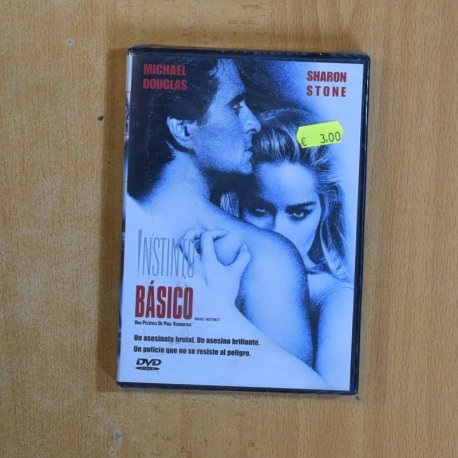 MICHAEL
DOUGLAS
SHARON
STONE
€ 3.00
INSTINTO
BÁSICO
BASIC INSTINCT
UNA PELÍCULA DE PAUL VERHOEVEN
Un asesinato brutal. Un asesino brillante.
Un policía que no se resiste al peligro.
DVD
VIDEO